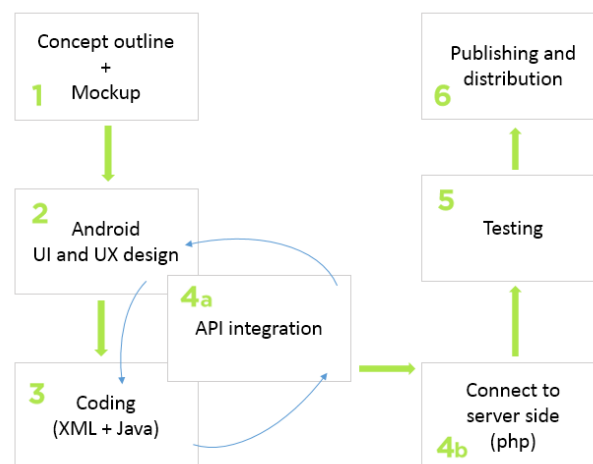 Concept outline
+
Mockup
1
2
Android
UI and UX design
3
Coding
(XML + Java)
4a
API integration
Connect to
server side
(php)
4b
5
Testing
Publishing and
distribution
6